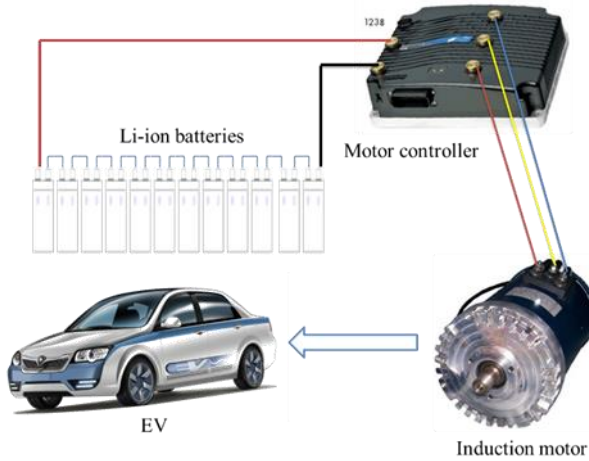 1238
Li-ion batteries
Motor controller
EV
Induction motor